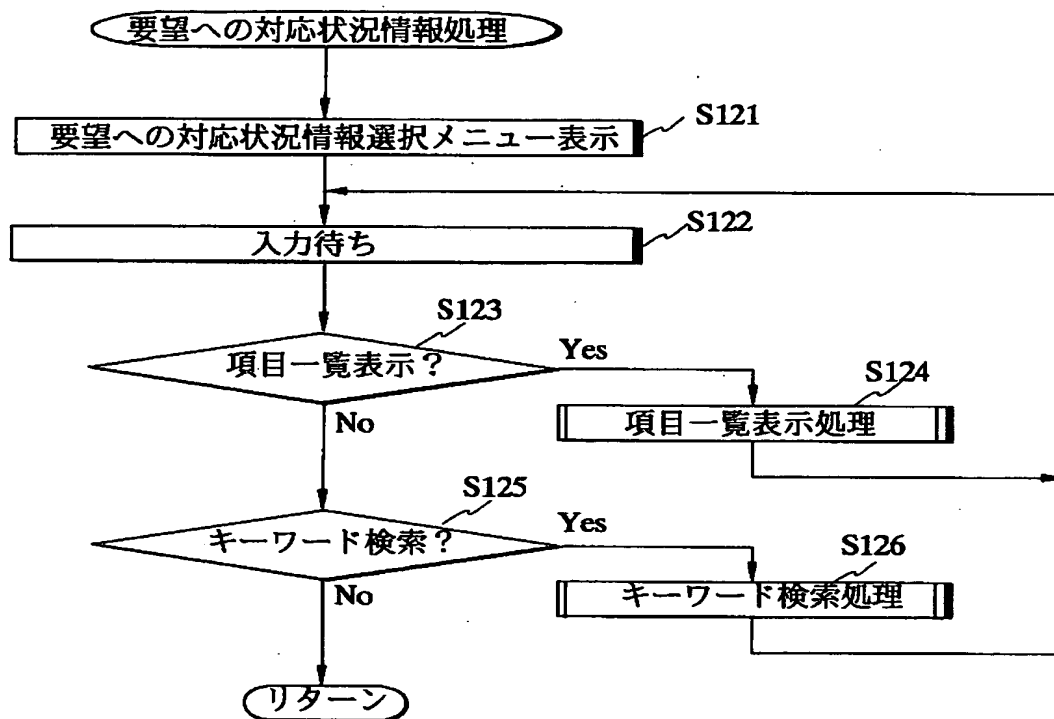 要望への対応状況情報処理
S121
要望への対応状況情報選択メニュー表示
S122
入力待ち
S123
項目一覧表示?
Yes
S124
項目一覧表示処理
No
S125
キーワード検索?
Yes
S126
キーワード検索処理
No
リターン